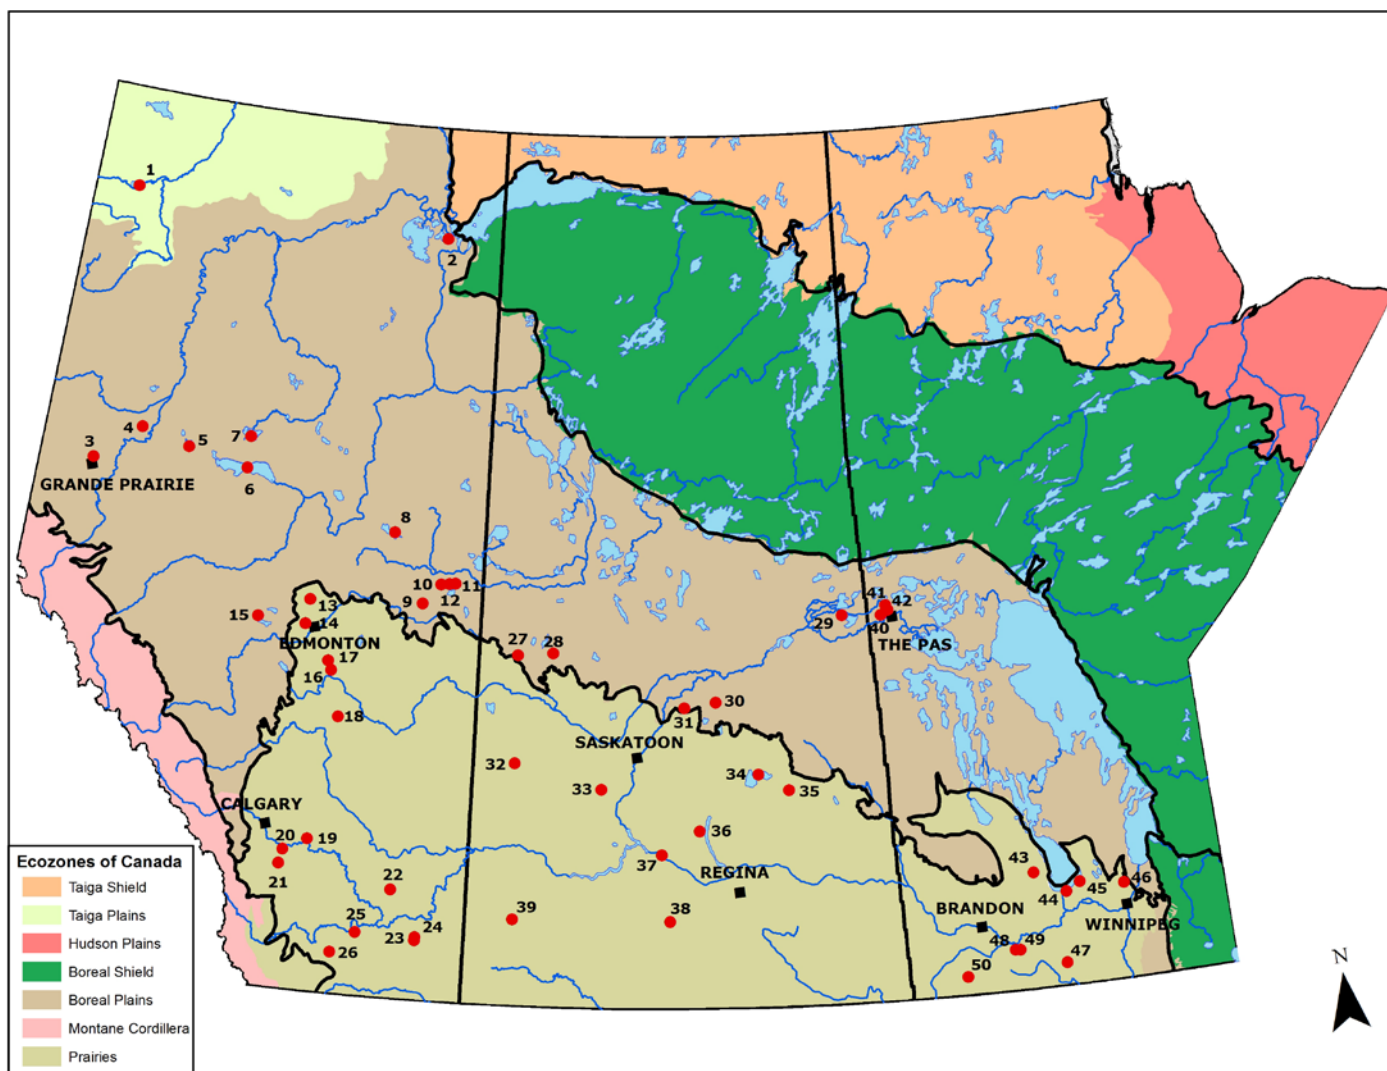 1
2
3
4
5
7
GRANDE PRAIRIE
6
8
10
11
9
12
13
15
14
EDMONTON
17
16
18
27
28
29
41
42
40
THE PAS
30
31
SASKATOON
32
33
34
35
CALGARY
20
19
21
36
37
REGINA
22
43
44
45
46
WINNIPEG
BRANDON
25
24
23
26
39
38
48
49
47
50
N
Ecozones of Canada
Taiga Shield
Taiga Plains
Hudson Plains
Boreal Shield
Boreal Plains
Montane Cordillera
Prairies